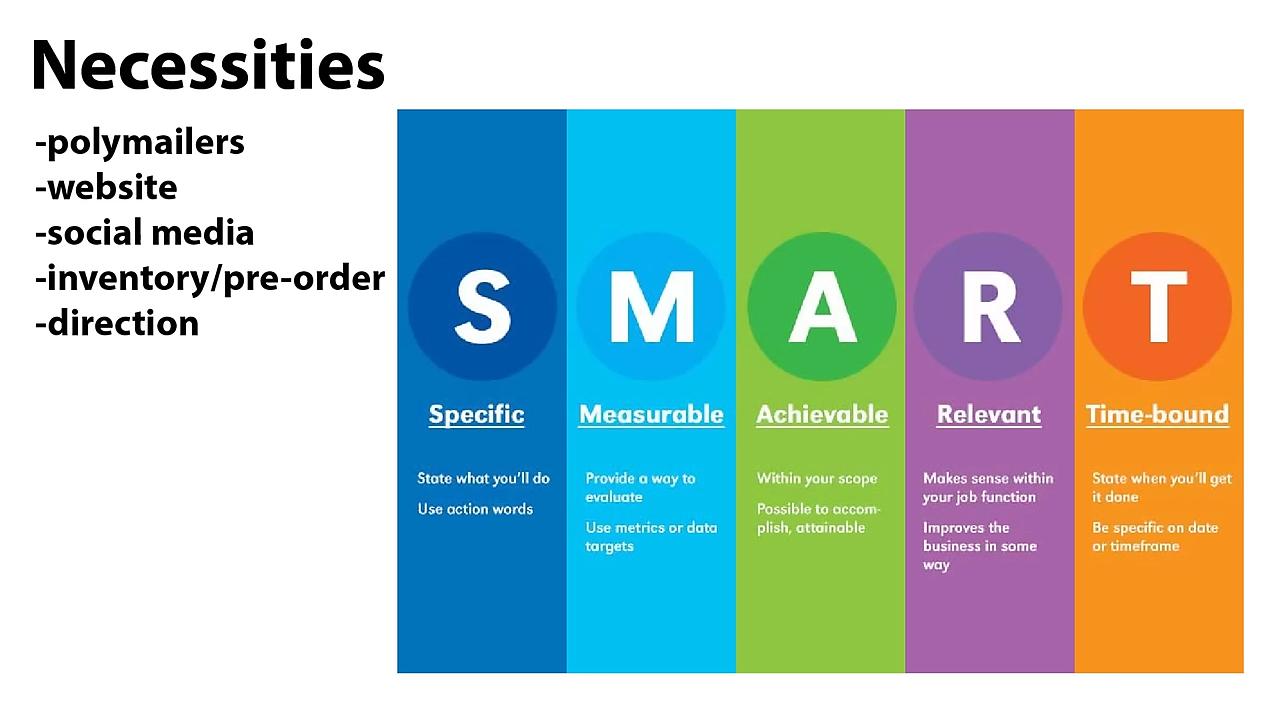 Necessities
-polymailers
-website
-social media
-inventory/pre-order
-direction
S
Specific
State what you'll do
Use action words
M
Measurable
Provide a way to
evaluate
Use metrics or data
targets
A
Achievable
Within your scope
Possible to accom-
plish, attainable
R
Relevant
Makes sense within
your job function
Improves the
business in some
way
T
Time-bound
State when you'll get
it done
Be specific on date
or timeframe